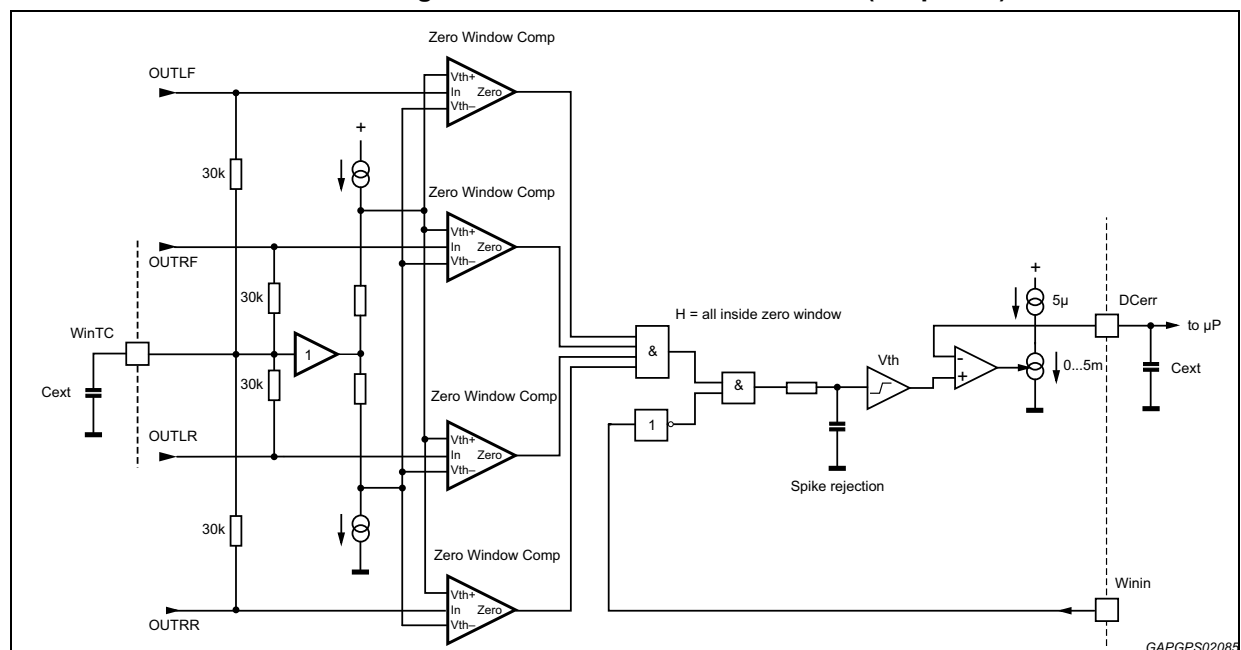 Zero Window Comp
OUTLF
Vth+
In Zero
Vth–
+
30k
Zero Window Comp
OUTRF
Vth+
In Zero
Vth–
30k
+
5µ
DCerr
to µP
H = all inside zero window
WinTC
1
&
Vth
-
+
0...5m
Cext
Cext
30k
&
Zero Window Comp
OUTLR
Vth+
In Zero
Vth–
1
Spike rejection
30k
Zero Window Comp
Winin
Vth+
In Zero
Vth–
OUTRR
GAPGPS02085